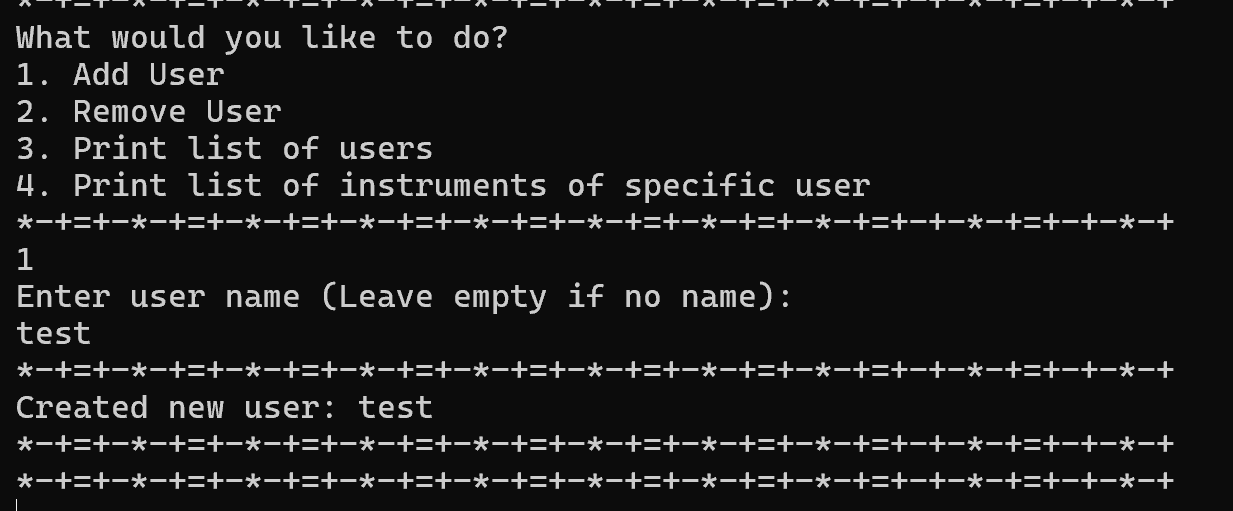 *-+=+-*-+=+-*-+=+-*-+=+-*-+=+-*-+=+-*-+=+-*-+=+-+-*-+=+-+-*-+
What would you like to do?
1. Add User
2. Remove User
3. Print list of users
4. Print list of instruments of specific user
*-+=+-*-+=+-*-+=+-*-+=+-*-+=+-*-+=+-*-+=+-*-+=+-+-*-+=+-+-*-+
1
Enter user name (Leave empty if no name):
test
*-+=+-*-+=+-*-+=+-*-+=+-*-+=+-*-+=+-*-+=+-*-+=+-+-*-+=+-+-*-+
Created new user: test
*-+=+-*-+=+-*-+=+-*-+=+-*-+=+-*-+=+-*-+=+-*-+=+-+-*-+=+-+-*-+
*-+=+-*-+=+-*-+=+-*-+=+-*-+=+-*-+=+-*-+=+-*-+=+-+-*-+=+-+-*-+